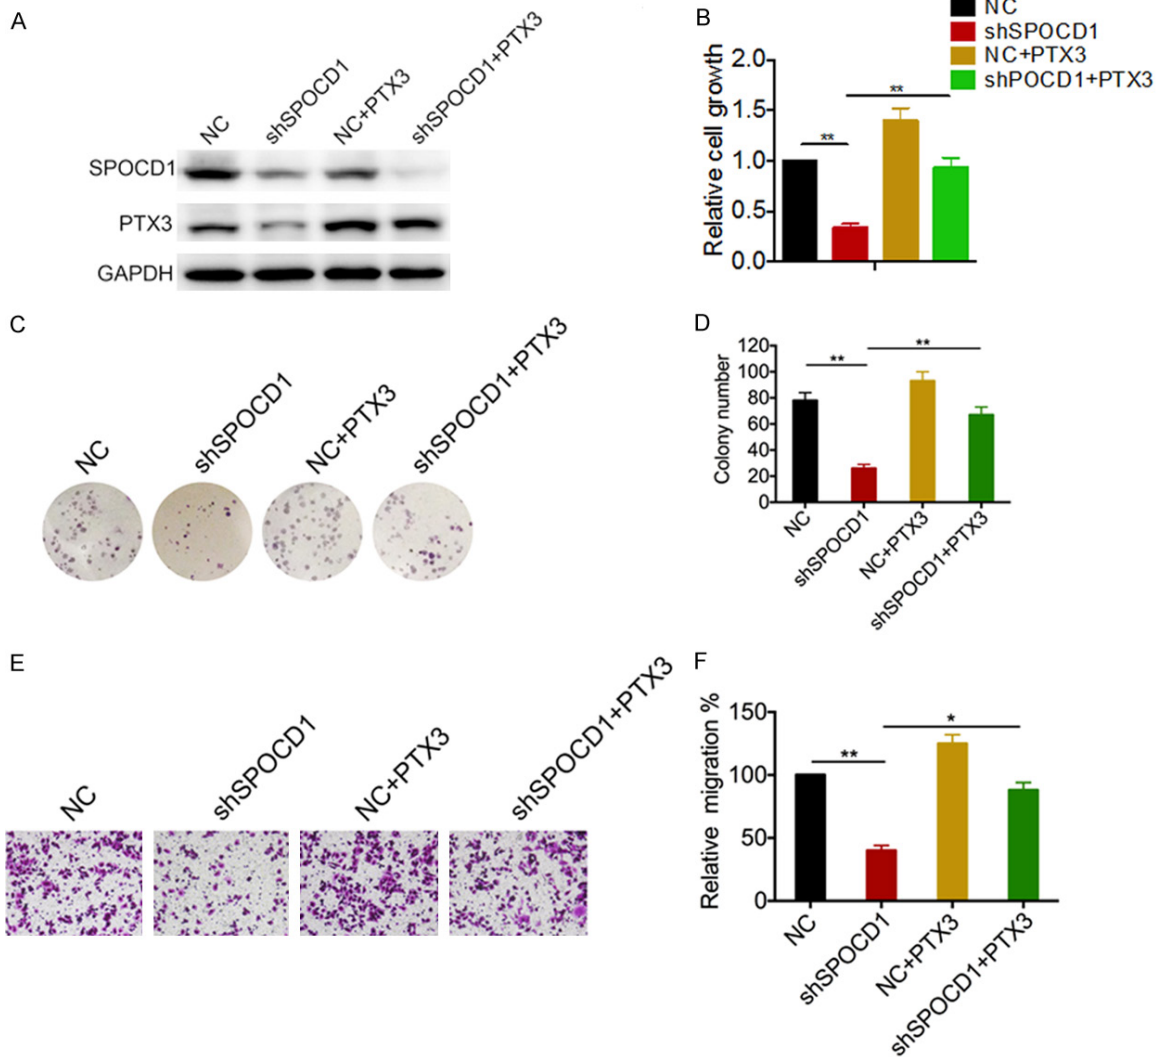 A
NC
shSPOCD1
NC+PTX3
shSPOCD1+PTX3
SPOCD1
PTX3
GAPDH
B
NC
shSPOCD1
NC+PTX3
shPOCD1+PTX3
Relative cell growth
2.0
1.5
1.0
0.5
0.0
**
**
C
NC
shSPOCD1
NC+PTX3
shSPOCD1+PTX3
D
Colony number
120
100
80
60
40
20
0
**
**
NC
shSPOCD1
NC+PTX3
shSPOCD1+PTX3
E
NC
shSPOCD1
NC+PTX3
shSPOCD1+PTX3
F
Relative migration %
150
100
50
0
**
*
NC
shSPOCD1
NC+PTX3
shSPOCD1+PTX3